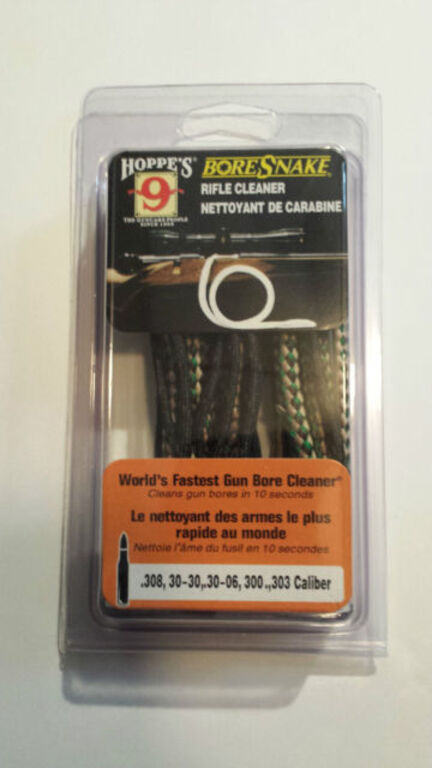 HOPPE'S®
9
THE GUNCARE PEOPLE
SINCE 1903
BORESNAKE®
RIFLE CLEANER
NETTOYANT DE CARABINE
World's Fastest Gun Bore Cleaner®
Cleans gun bores in 10 seconds
Le nettoyant des armes le plus
rapide au monde
Nettoie l'âme du fusil en 10 secondes
.308, 30-30,.30-06, 300.,.303 Caliber